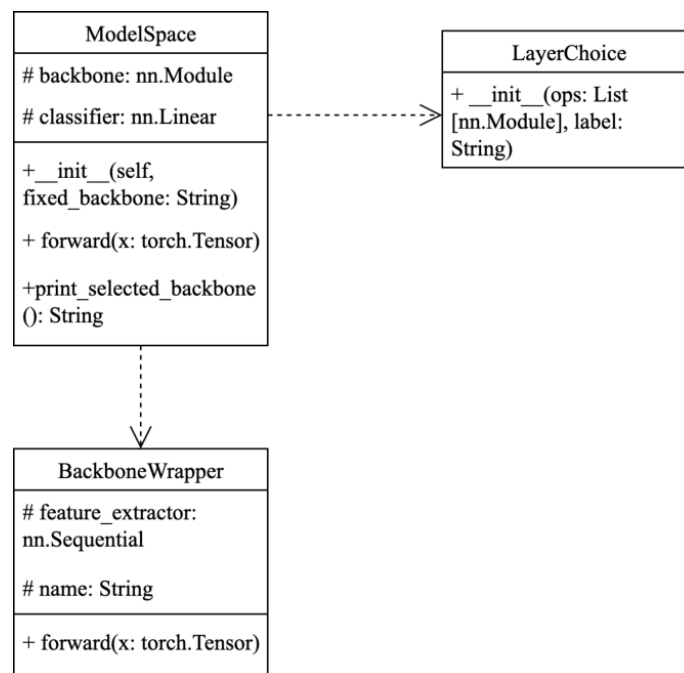 ModelSpace
# backbone: nn.Module
# classifier: nn.Linear
+__init__(self,
fixed_backbone: String)
+ forward(x: torch.Tensor)
+print_selected_backbone
(): String
LayerChoice
+ __init__(ops: List
[nn.Module], label:
String)
BackboneWrapper
# feature_extractor:
nn.Sequential
# name: String
+ forward(x: torch.Tensor)